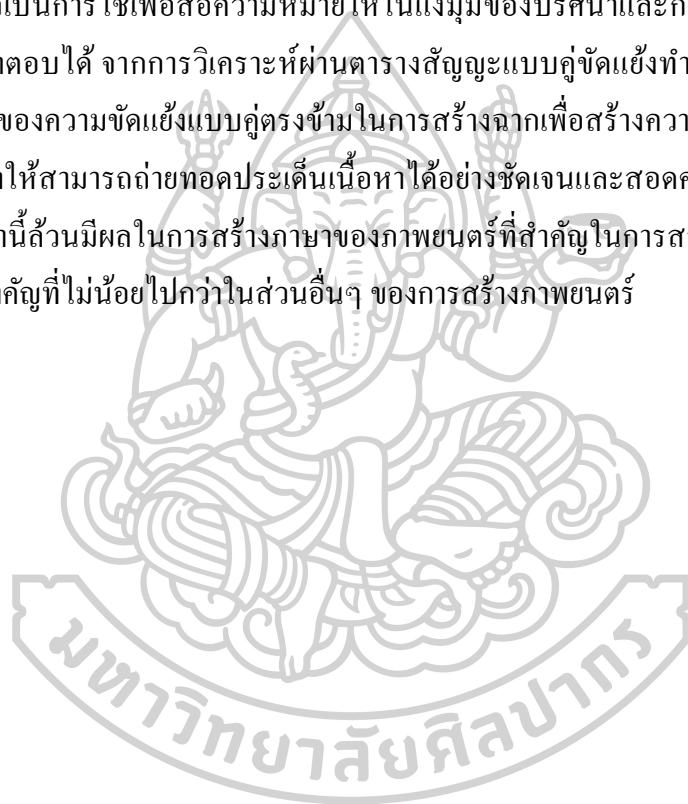 เป็นการใช้เพื่อสื่อความหมายให้ในแง่มุมของปริศนาและก
ตอบได้ จากการวิเคราะห์ผ่านตารางสัญญะแบบคู่ขัดแย้งทำ
ของความขัดแย้งแบบคู่ตรงข้ามในการสร้างฉากเพื่อสร้างควา
ให้สามารถถ่ายทอดประเด็นเนื้อหาได้อย่างชัดเจนและสอดค
านี้ล้วนมีผลในการสร้างภาษาของภาพยนตร์ที่สำคัญในการส
คัญที่ไม่น้อยไปกว่าในส่วนอื่นๆ ของการสร้างภาพยนตร์
มหาวิทยาลัยศิลปากร